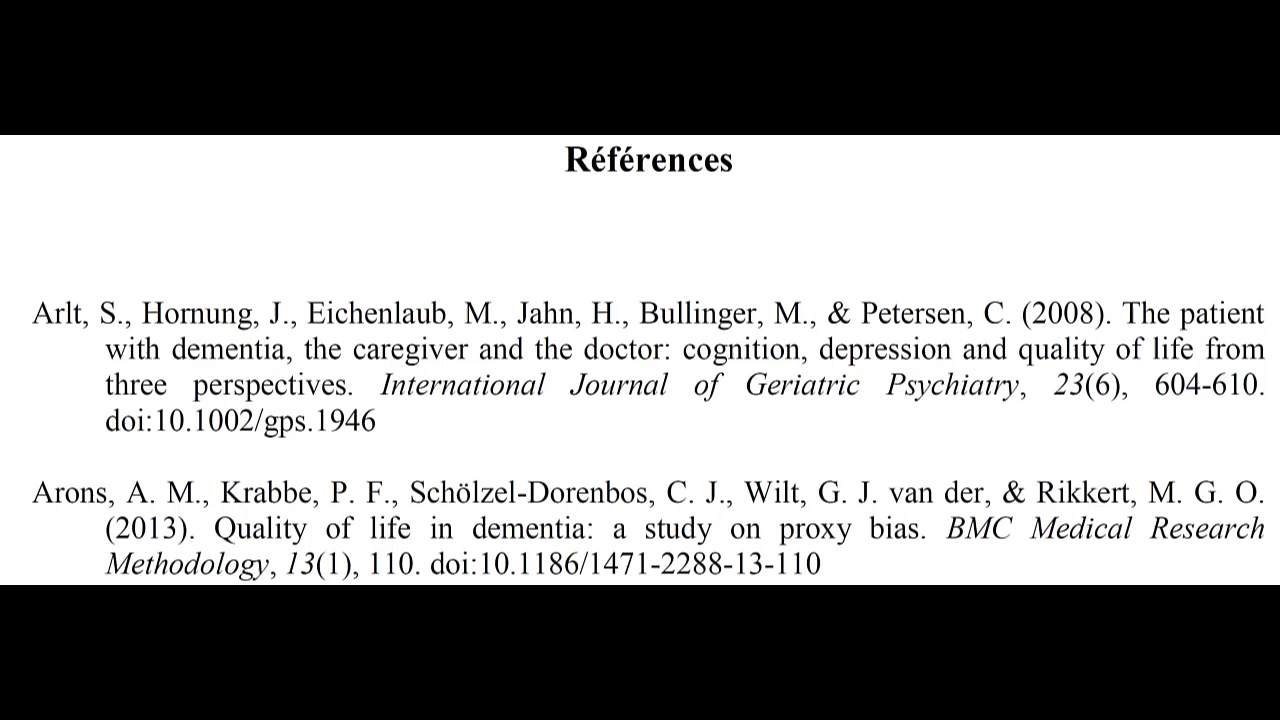 Références
Arlt, S., Hornung, J., Eichenlaub, M., Jahn, H., Bullinger, M., & Petersen, C. (2008). The patient
with dementia, the caregiver and the doctor: cognition, depression and quality of life from
three perspectives. International Journal of Geriatric Psychiatry, 23(6), 604-610.
doi:10.1002/gps.1946
Arons, A. M., Krabbe, P. F., Schölzel-Dorenbos, C. J., Wilt, G. J. van der, & Rikkert, M. G. O.
(2013). Quality of life in dementia: a study on proxy bias. BMC Medical Research
Methodology, 13(1), 110. doi:10.1186/1471-2288-13-110